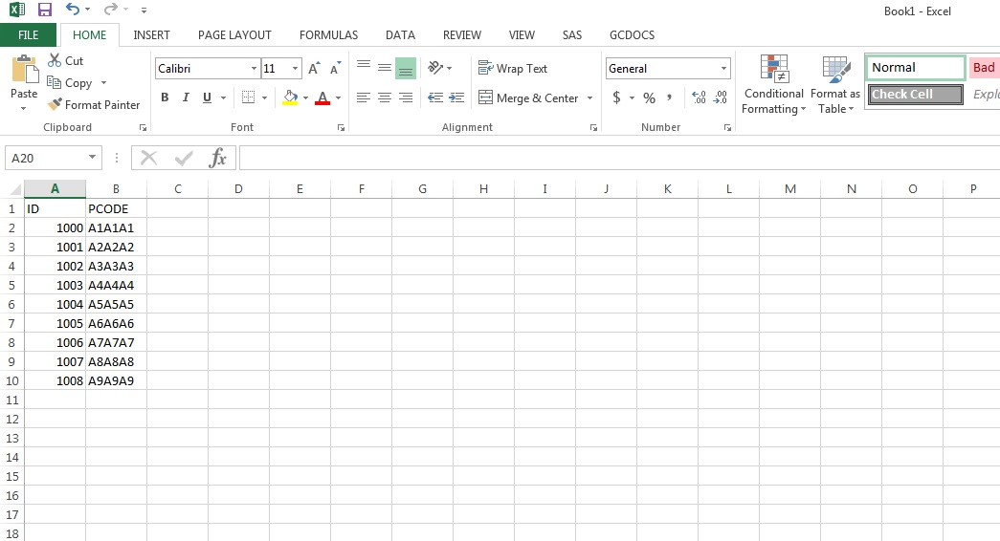 Book1 - Excel
FILE HOME INSERT PAGE LAYOUT FORMULAS DATA REVIEW VIEW SAS GCDOCS
Paste
Cut
Copy
Format Painter
Clipboard
Calibri 11 A A
B I U A
Font
Wrap Text
Merge & Center
Alignment
General
$ % ,
Number
Conditional Formatting
Format as Table
Normal Bad
Check Cell
A20 fx
A B C D E F G H I J K L M N O P
1 ID PCODE
2 1000 A1A1A1
3 1001 A2A2A2
4 1002 A3A3A3
5 1003 A4A4A4
6 1004 A5A5A5
7 1005 A6A6A6
8 1006 A7A7A7
9 1007 A8A8A8
10 1008 A9A9A9
11
12
13
14
15
16
17
18